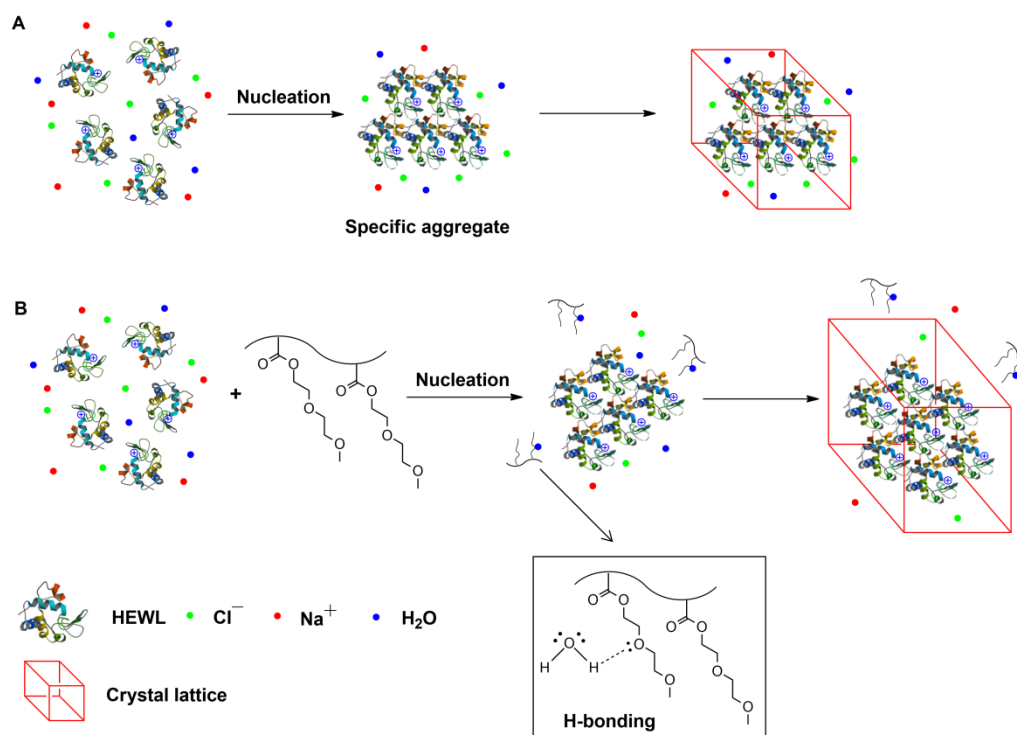 A
Nucleation
Specific aggregate
B
+
Nucleation
O
O
O
O
O
O
O
O
HEWL
Cl⁻
Na⁺
H₂O
Crystal lattice
O
H
H
O
O
O
O
O
O
O
O
H-bonding